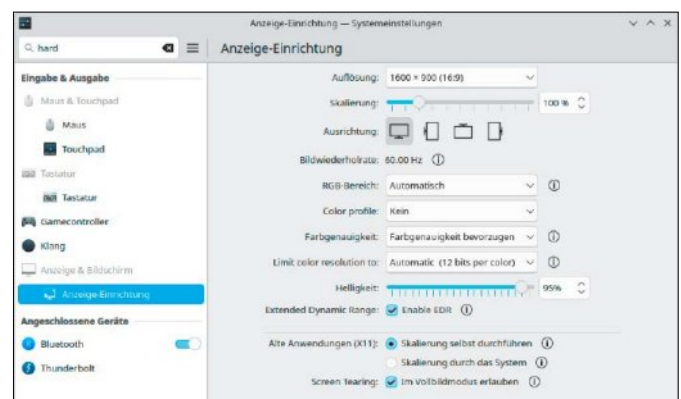 Anzeige-Einrichtung — Systemeinstellungen
hard
Anzeige-Einrichtung
Eingabe & Ausgabe
Maus & Touchpad
Maus
Touchpad
Tastatur
Tastatur
Gamecontroller
Klang
Anzeige & Bildschirm
Anzeige-Einrichtung
Angeschlossene Geräte
Bluetooth
Thunderbolt
Auflösung: 1600 × 900 (16:9)
Skalierung: 100 %
Ausrichtung:
Bildwiederholrate: 60.00 Hz
RGB-Bereich: Automatisch
Color profile: Kein
Farbgenauigkeit: Farbgenauigkeit bevorzugen
Limit color resolution to: Automatic (12 bits per color)
Helligkeit: 95%
Extended Dynamic Range: Enable EDR
Alte Anwendungen (X11): Skalierung selbst durchführen
Skalierung durch das System
Screen Tearing: Im Vollbildmodus erlauben